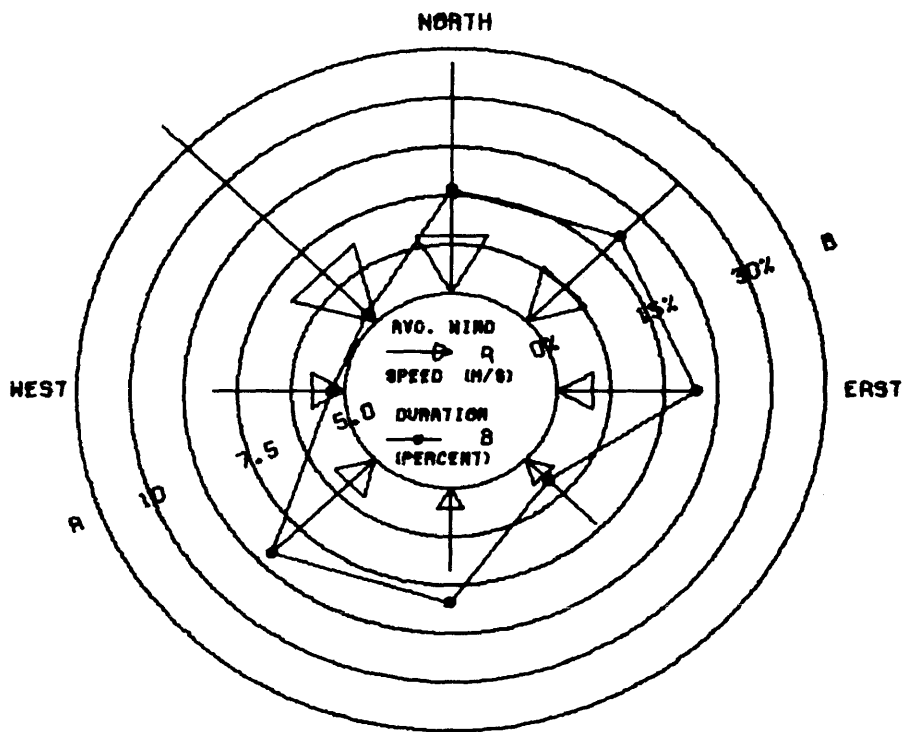 NORTH
B
30%
15%
0%
AVG. WIND
A
SPEED (M/S)
WEST
EAST
5.0
DURATION
B
(PERCENT)
7.5
10
A